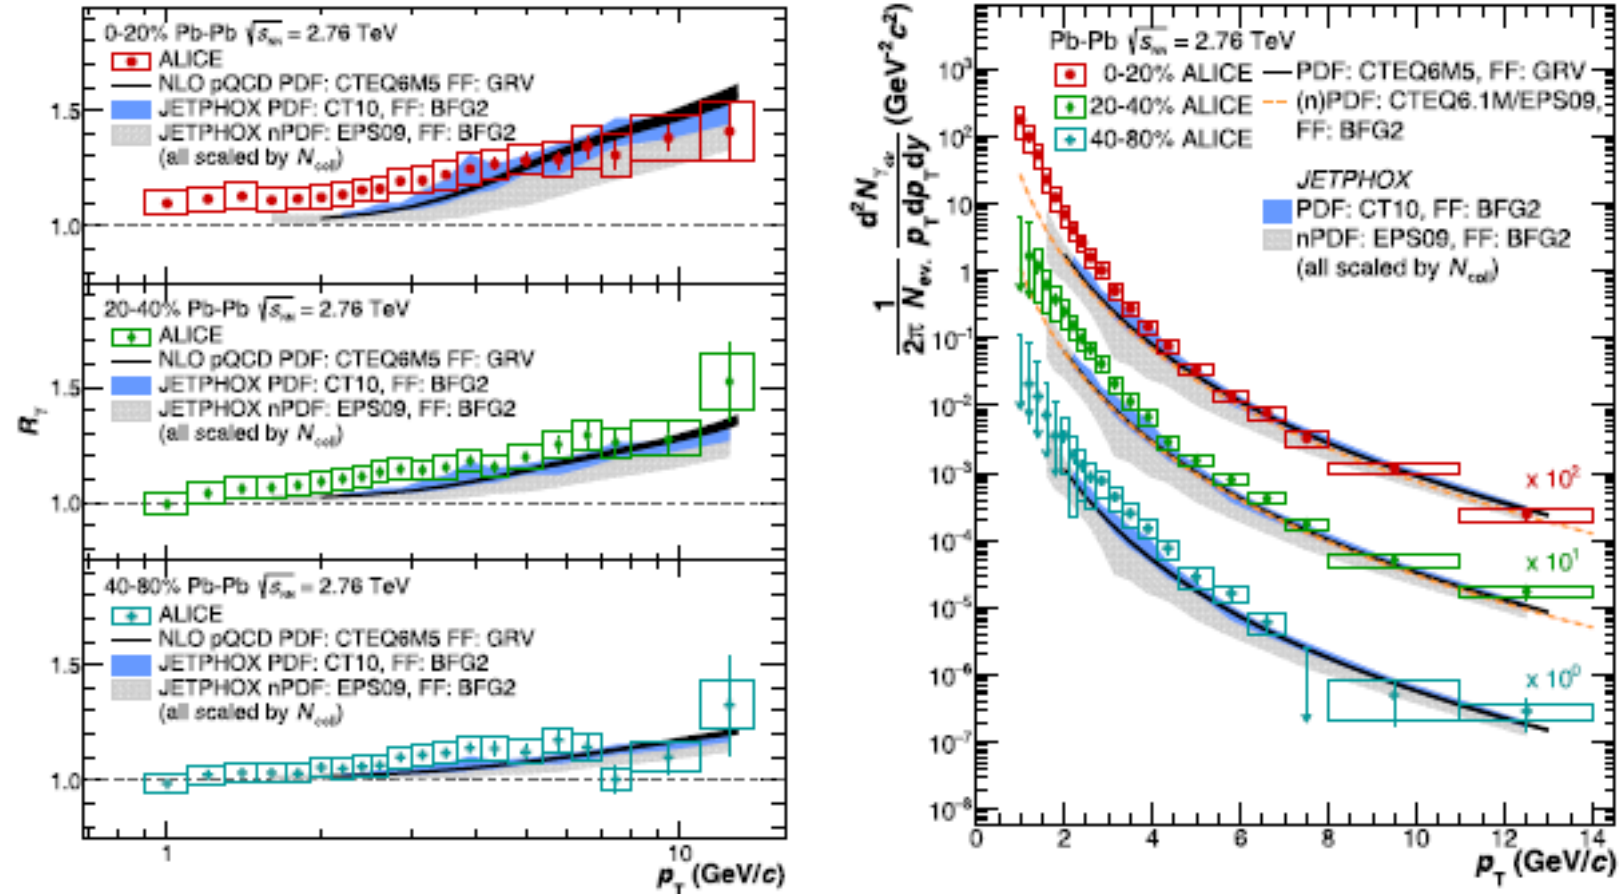 0-20% Pb-Pb √sNN = 2.76 TeV
ALICE
NLO pQCD PDF: CTEQ6M5 FF: GRV
JETPHOX PDF: CT10, FF: BFG2
JETPHOX nPDF: EPS09, FF: BFG2
(all scaled by Ncoll)
1.5
1.0
20-40% Pb-Pb √sNN = 2.76 TeV
ALICE
NLO pQCD PDF: CTEQ6M5 FF: GRV
JETPHOX PDF: CT10, FF: BFG2
JETPHOX nPDF: EPS09, FF: BFG2
(all scaled by Ncoll)
1.5
1.0
Rγ
40-80% Pb-Pb √sNN = 2.76 TeV
ALICE
NLO pQCD PDF: CTEQ6M5 FF: GRV
JETPHOX PDF: CT10, FF: BFG2
JETPHOX nPDF: EPS09, FF: BFG2
(all scaled by Ncoll)
1.5
1.0
1 10
pT (GeV/c)
1/(2π Nev.) d²Nγdir/(pT dpT dy) (GeV⁻²c²)
Pb-Pb √sNN = 2.76 TeV
0-20% ALICE
20-40% ALICE
40-80% ALICE
PDF: CTEQ6M5, FF: GRV
(n)PDF: CTEQ6.1M/EPS09,
FF: BFG2
JETPHOX
PDF: CT10, FF: BFG2
nPDF: EPS09, FF: BFG2
(all scaled by Ncoll)
10³
10²
10
1
10⁻¹
10⁻²
10⁻³
10⁻⁴
10⁻⁵
10⁻⁶
10⁻⁷
10⁻⁸
x 10²
x 10¹
x 10⁰
0 2 4 6 8 10 12 14
pT (GeV/c)